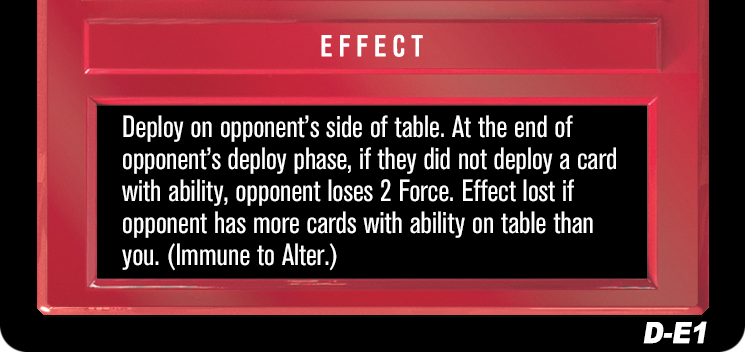 EFFECT
Deploy on opponent's side of table. At the end of
opponent's deploy phase, if they did not deploy a card
with ability, opponent loses 2 Force. Effect lost if
opponent has more cards with ability on table than
you. (Immune to Alter.)
D-E1